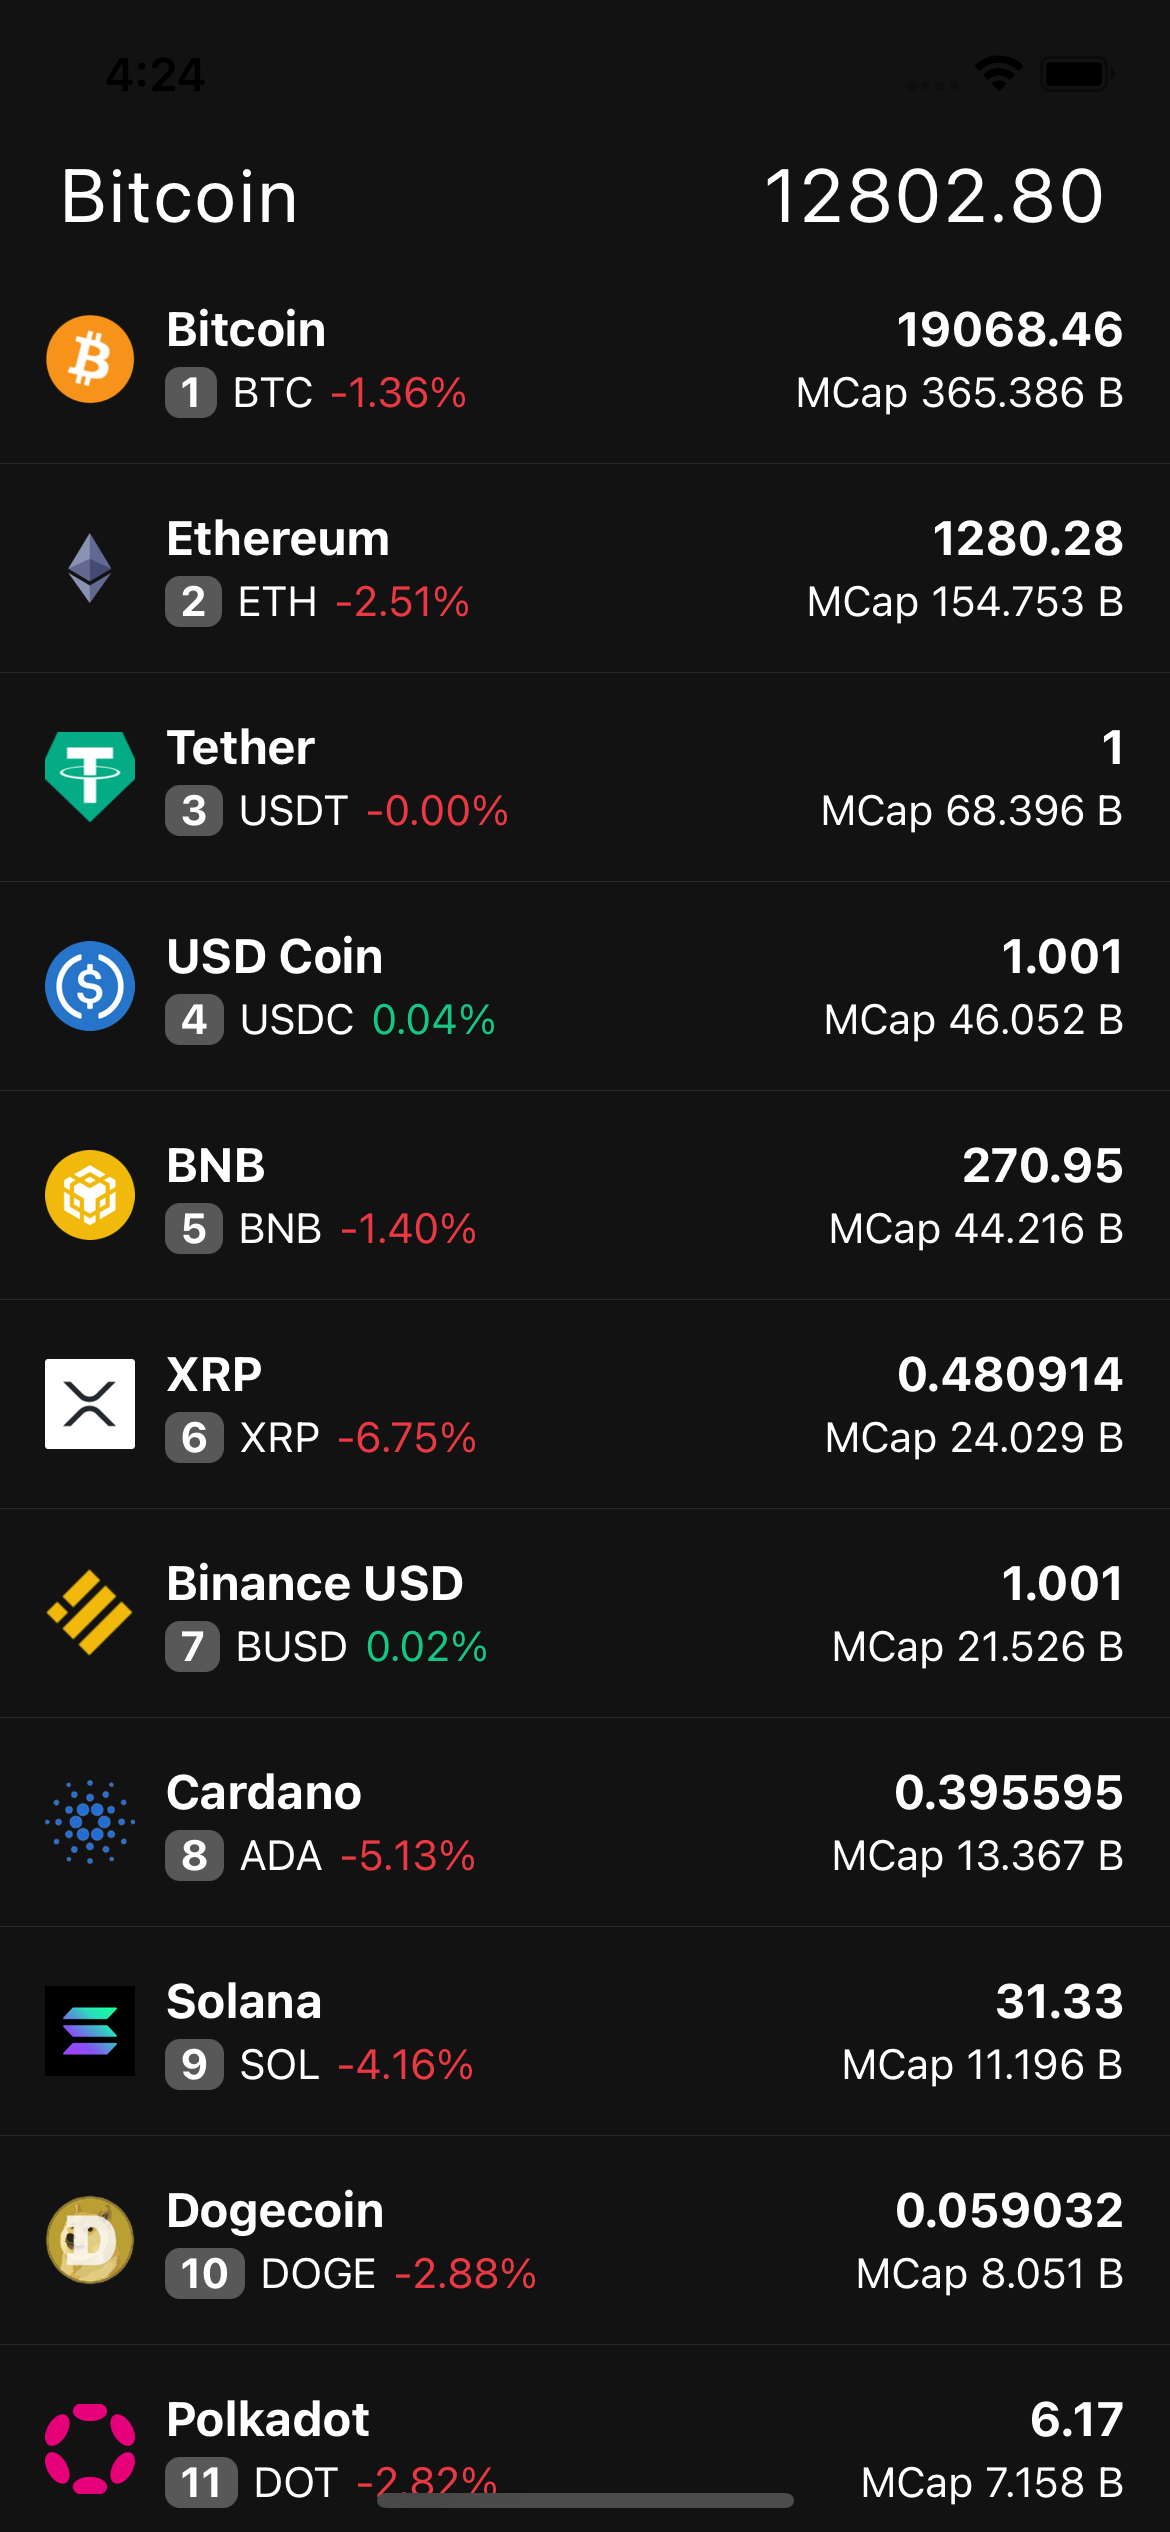 4:24
Bitcoin 12802.80
Bitcoin 19068.46
1 BTC -1.36% MCap 365.386 B
Ethereum 1280.28
2 ETH -2.51% MCap 154.753 B
Tether 1
3 USDT -0.00% MCap 68.396 B
USD Coin 1.001
4 USDC 0.04% MCap 46.052 B
BNB 270.95
5 BNB -1.40% MCap 44.216 B
XRP 0.480914
6 XRP -6.75% MCap 24.029 B
Binance USD 1.001
7 BUSD 0.02% MCap 21.526 B
Cardano 0.395595
8 ADA -5.13% MCap 13.367 B
Solana 31.33
9 SOL -4.16% MCap 11.196 B
Dogecoin 0.059032
10 DOGE -2.88% MCap 8.051 B
Polkadot 6.17
11 DOT -2.82% MCap 7.158 B